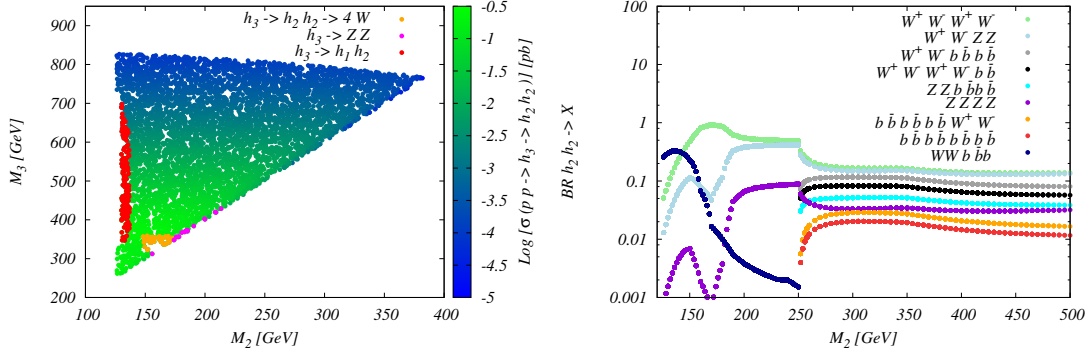 h₃ -> h₂ h₂ -> 4 W
h₃ -> Z Z
h₃ -> h₁ h₂
M₃ [GeV]
900
800
700
600
500
400
300
200
100 150 200 250 300 350 400
M₂ [GeV]
-0.5
-1
-1.5
-2
-2.5
-3
-3.5
-4
-4.5
-5
Log [σ (p p -> h₃ -> h₂ h₂ )] [pb]
W⁺ W⁻ W⁺ W⁻
W⁺ W⁻ Z Z
W⁺ W⁻ b b̄ b b̄
W⁺ W⁻ W⁺ W⁻ b b̄
Z Z b b̄ b b̄
Z Z Z Z
b b̄ b b̄ b b̄ W⁺ W⁻
b b̄ b b̄ b b̄ b b̄
W W b b̄ b
BR h₂ h₂ -> X
100
10
1
0.1
0.01
0.001
150 200 250 300 350 400 450 500
M₂ [GeV]